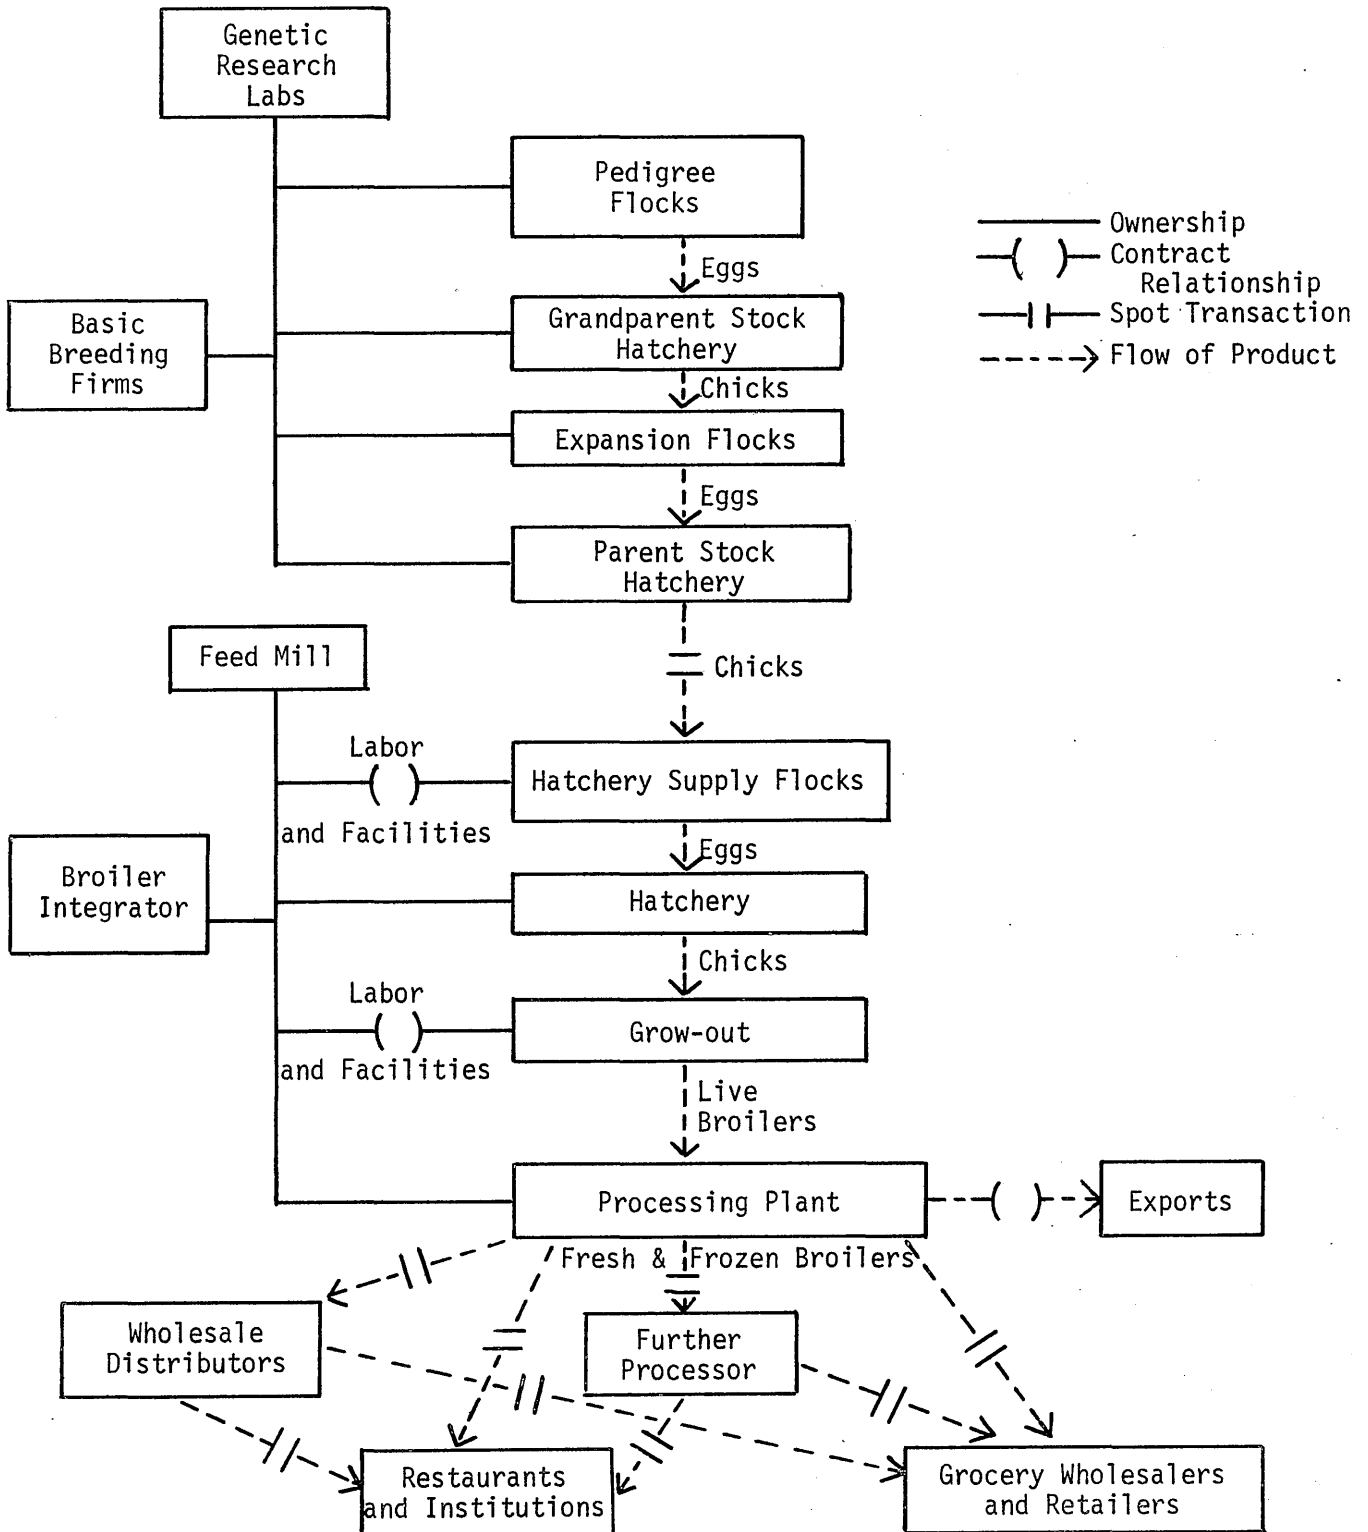 Genetic
Research
Labs
Pedigree
Flocks
Ownership
Contract
Relationship
Spot Transaction
Flow of Product
Eggs
Basic
Breeding
Firms
Grandparent Stock
Hatchery
Chicks
Expansion Flocks
Eggs
Parent Stock
Hatchery
Feed Mill
Chicks
Labor
and Facilities
Hatchery Supply Flocks
Eggs
Broiler
Integrator
Hatchery
Chicks
Labor
and Facilities
Grow-out
Live
Broilers
Processing Plant
Exports
Fresh & Frozen Broilers
Wholesale
Distributors
Further
Processor
Restaurants
and Institutions
Grocery Wholesalers
and Retailers